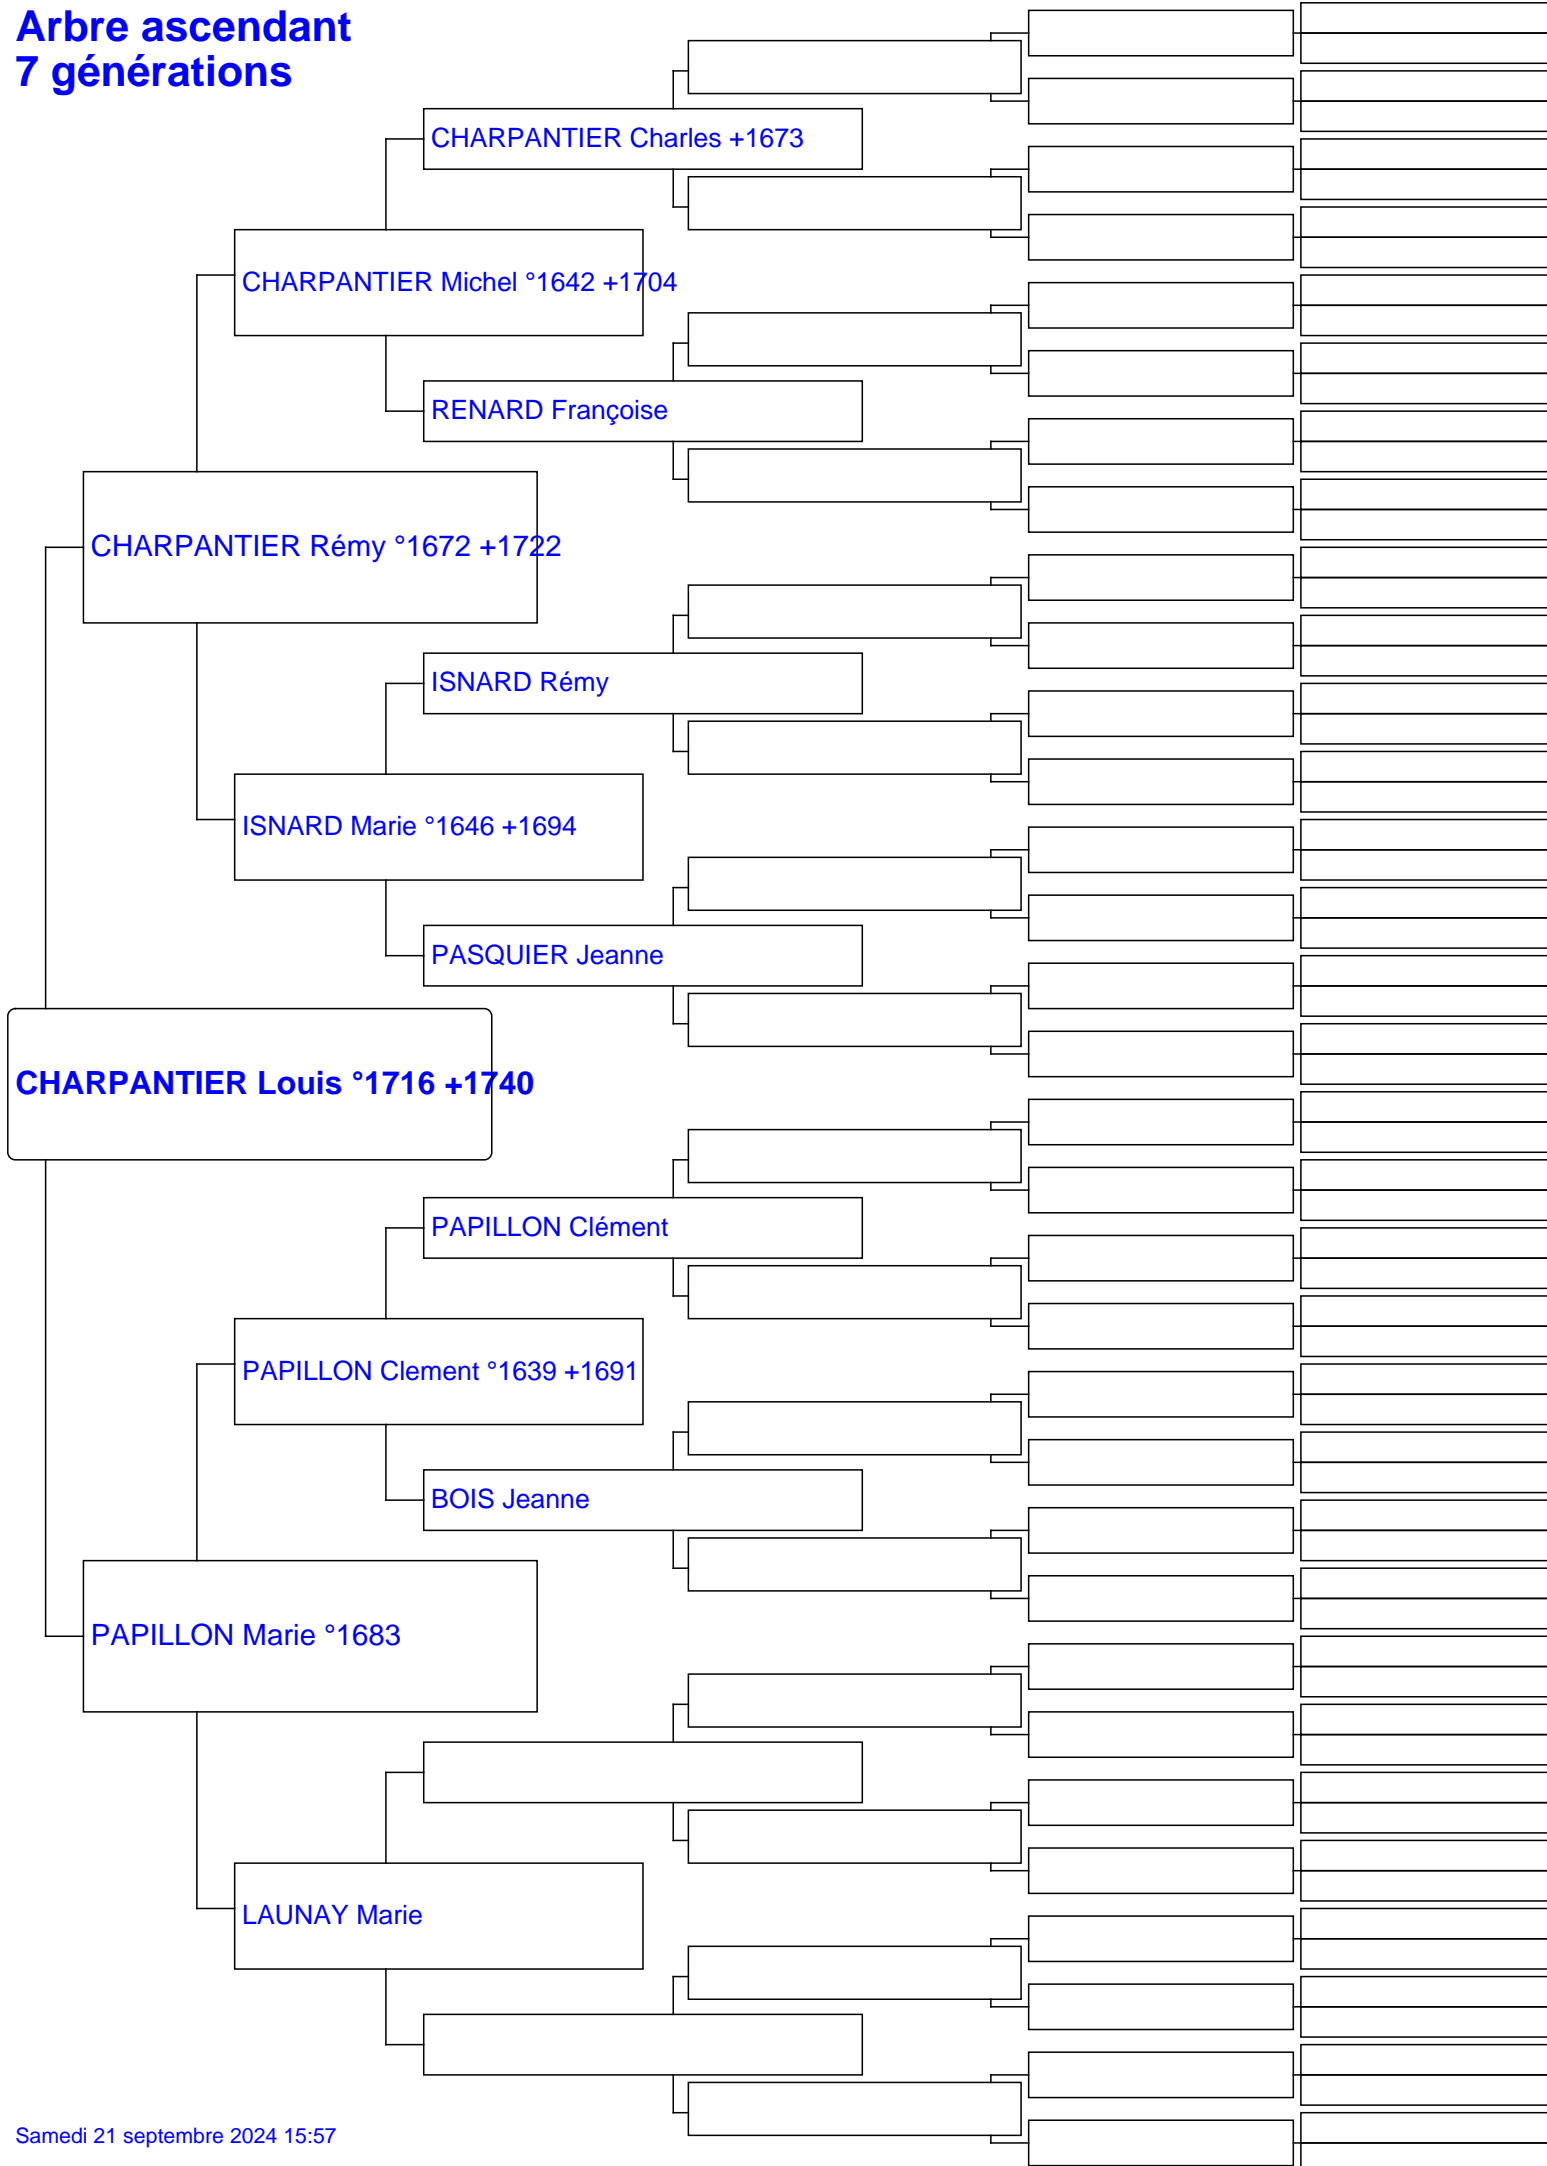 Arbre ascendant
7 générations
CHARPANTIER Charles +1673
CHARPANTIER Michel °1642 +1704
RENARD Françoise
CHARPANTIER Rémy °1672 +1722
ISNARD Rémy
ISNARD Marie °1646 +1694
PASQUIER Jeanne
CHARPANTIER Louis °1716 +1740
PAPILLON Clément
PAPILLON Clement °1639 +1691
BOIS Jeanne
PAPILLON Marie °1683
LAUNAY Marie
Samedi 21 septembre 2024 15:57